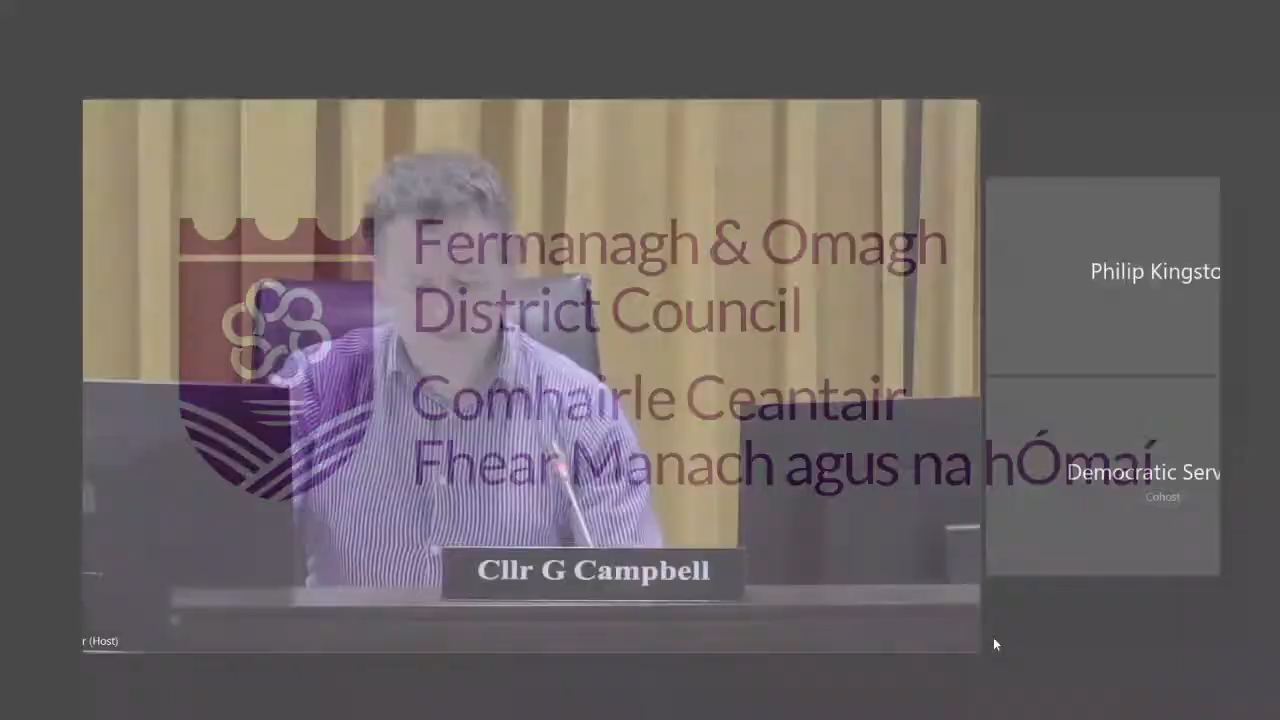 Fermanagh & Omagh
District Council
Comhairle Ceantair
Fhear Manach agus na hÓmaí
Philip Kingsto
Democratic Serv
Cohost
Cllr G Campbell
r (Host)